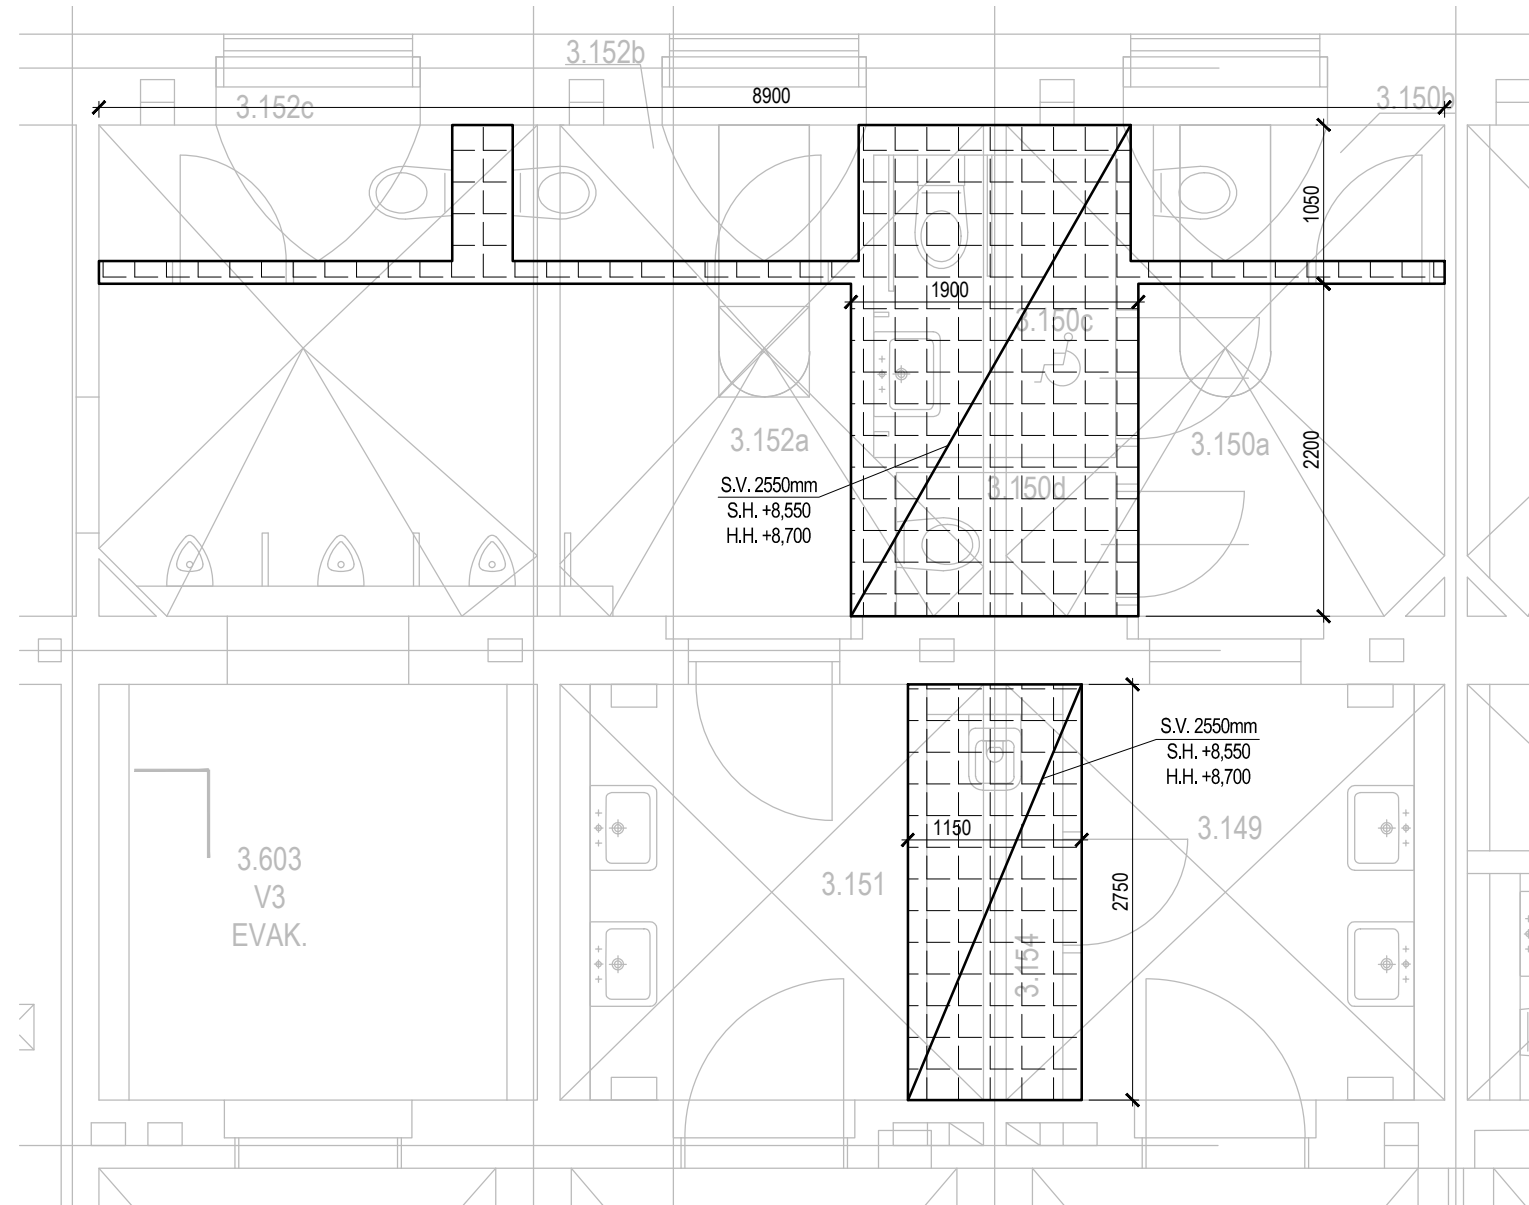 3.152b
8900
3.152c
3.150b
1050
1900
3.150c
3.152a
3.150a
2200
S.V. 2550mm
S.H. +8,550
H.H. +8,700
3.150d
S.V. 2550mm
S.H. +8,550
H.H. +8,700
1150
3.149
3.603
V3
EVAK.
3.151
2750
3.154